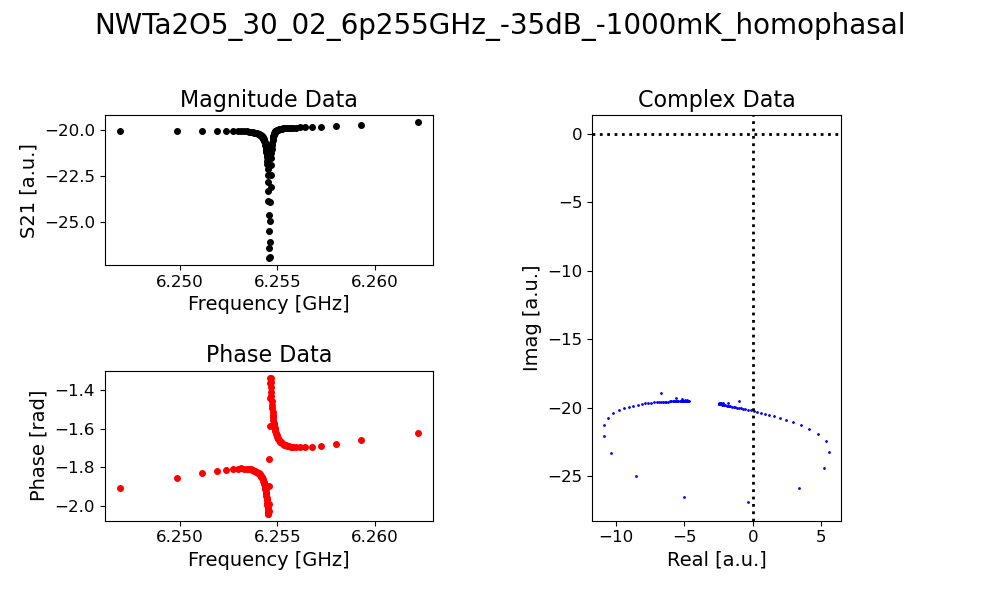 NWTa2O5_30_02_6p255GHz_-35dB_-1000mK_homophasal
Magnitude Data
S21 [a.u.]
−20.0
−22.5
−25.0
6.250
6.255
6.260
Frequency [GHz]
Phase Data
Phase [rad]
−1.4
−1.6
−1.8
−2.0
6.250
6.255
6.260
Frequency [GHz]
Complex Data
Imag [a.u.]
0
−5
−10
−15
−20
−25
−10
−5
0
5
Real [a.u.]